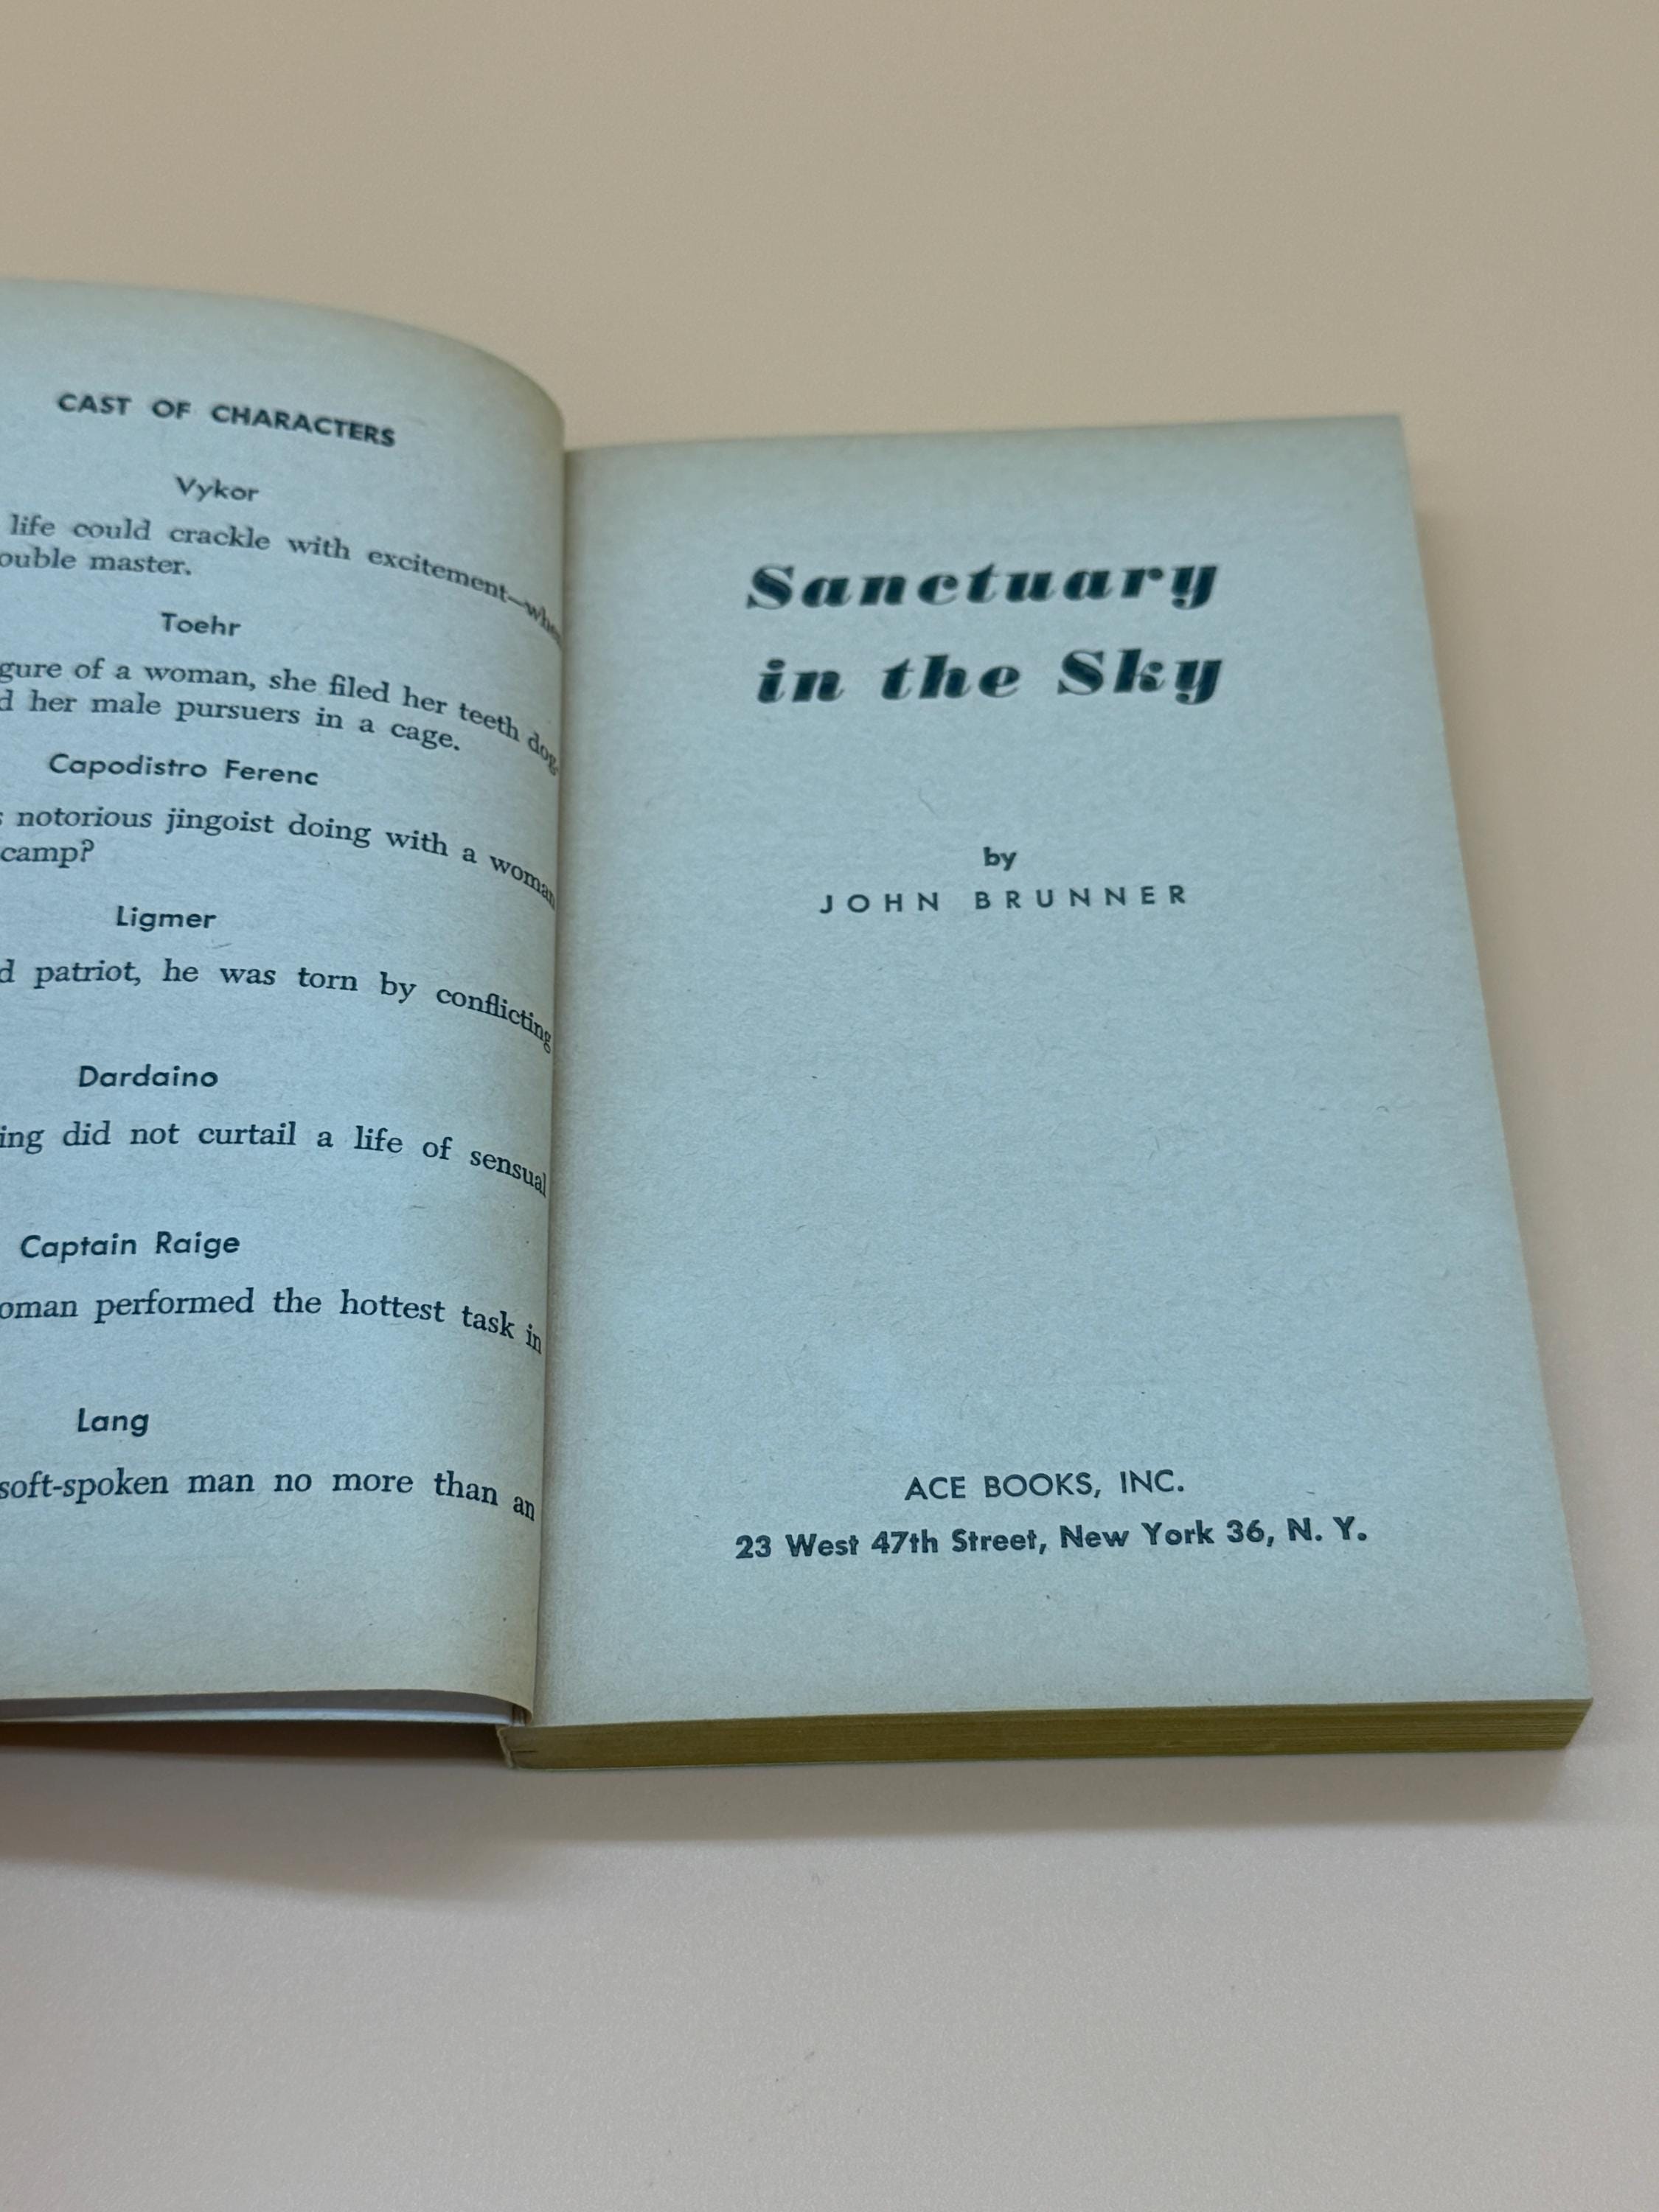 CAST OF CHARACTERS
Vykor
life could crackle with excitement—
ouble master.
Toehr
gure of a woman, she filed her teeth
d her male pursuers in a cage.
Capodistro Ferenc
s notorious jingoist doing with a woman
camp?
Ligmer
d patriot, he was torn by conflicting
Dardaino
ing did not curtail a life of sensual
Captain Raige
oman performed the hottest task in
Lang
soft-spoken man no more than an
Sanctuary
in the Sky
by
JOHN BRUNNER
ACE BOOKS, INC.
23 West 47th Street, New York 36, N. Y.